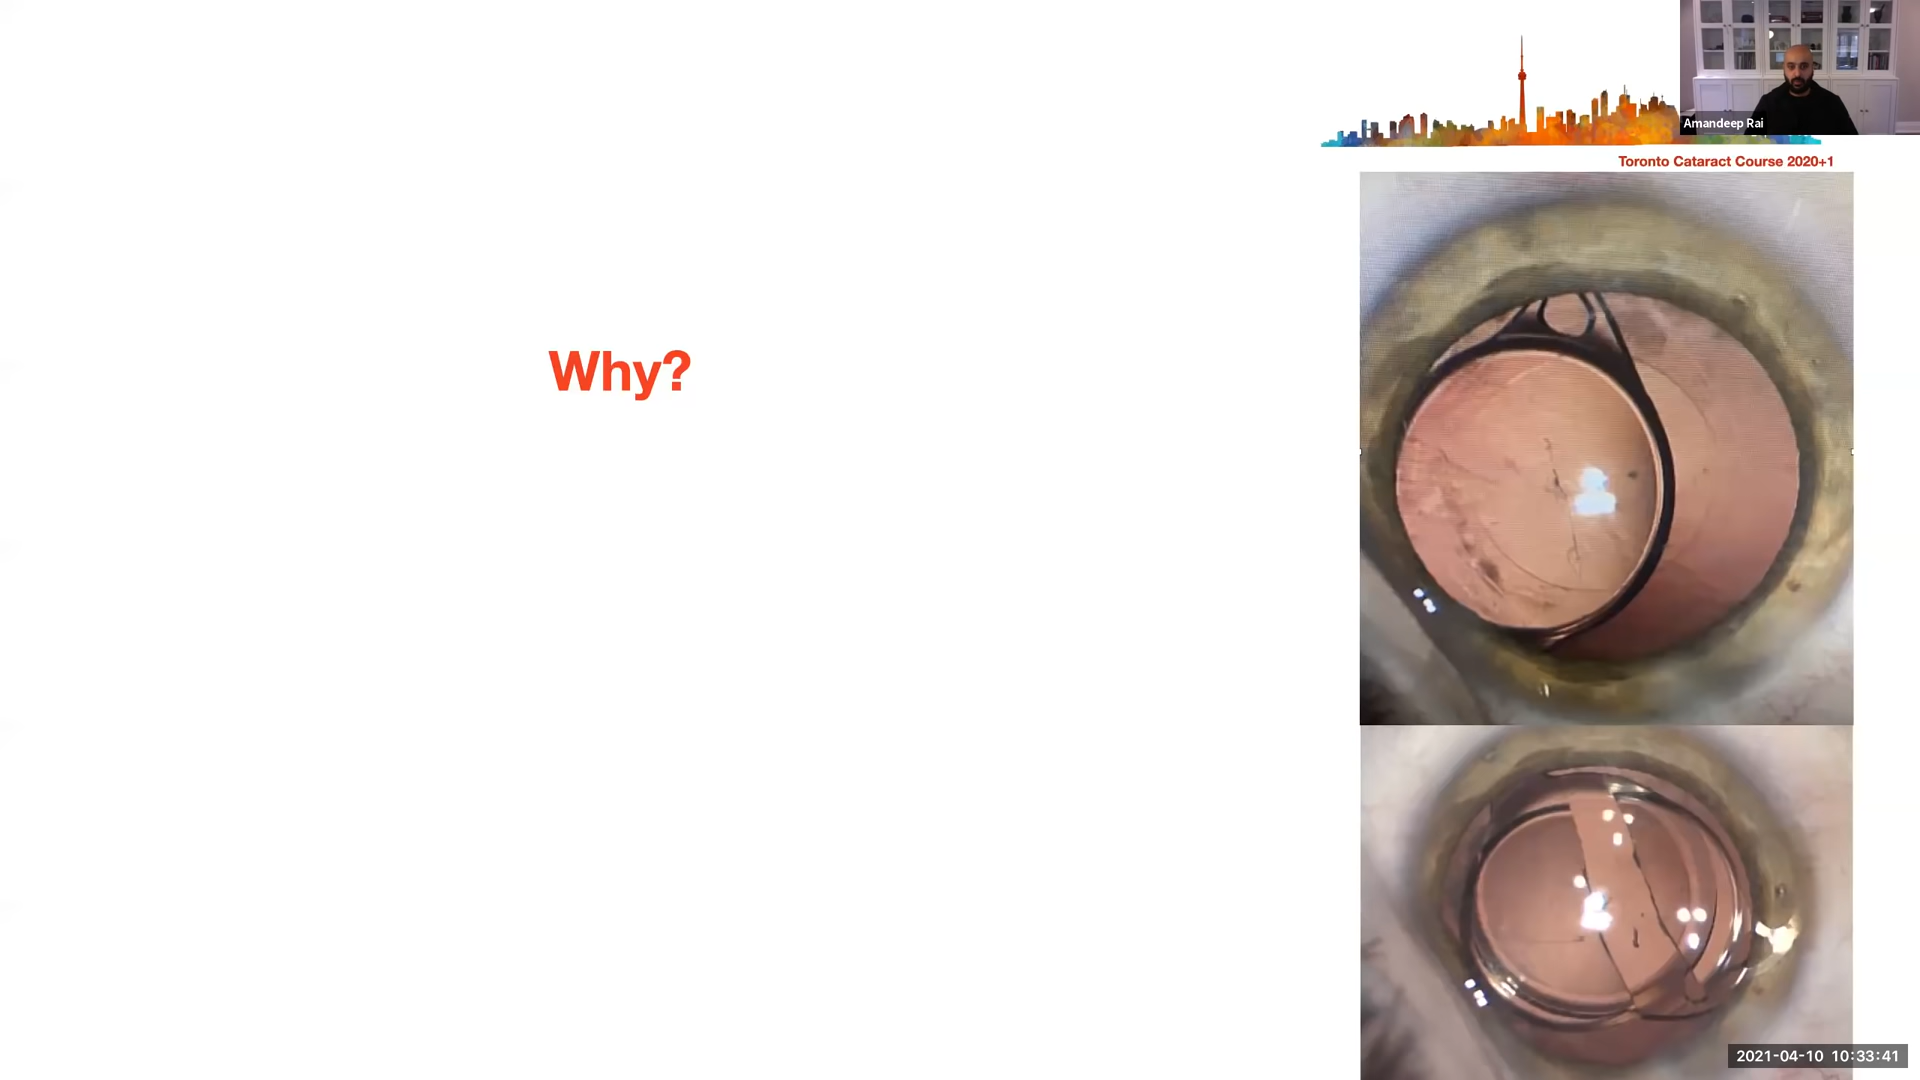 Amandeep Rai
Toronto Cataract Course 2020+1
Why?
2021-04-10 10:33:41